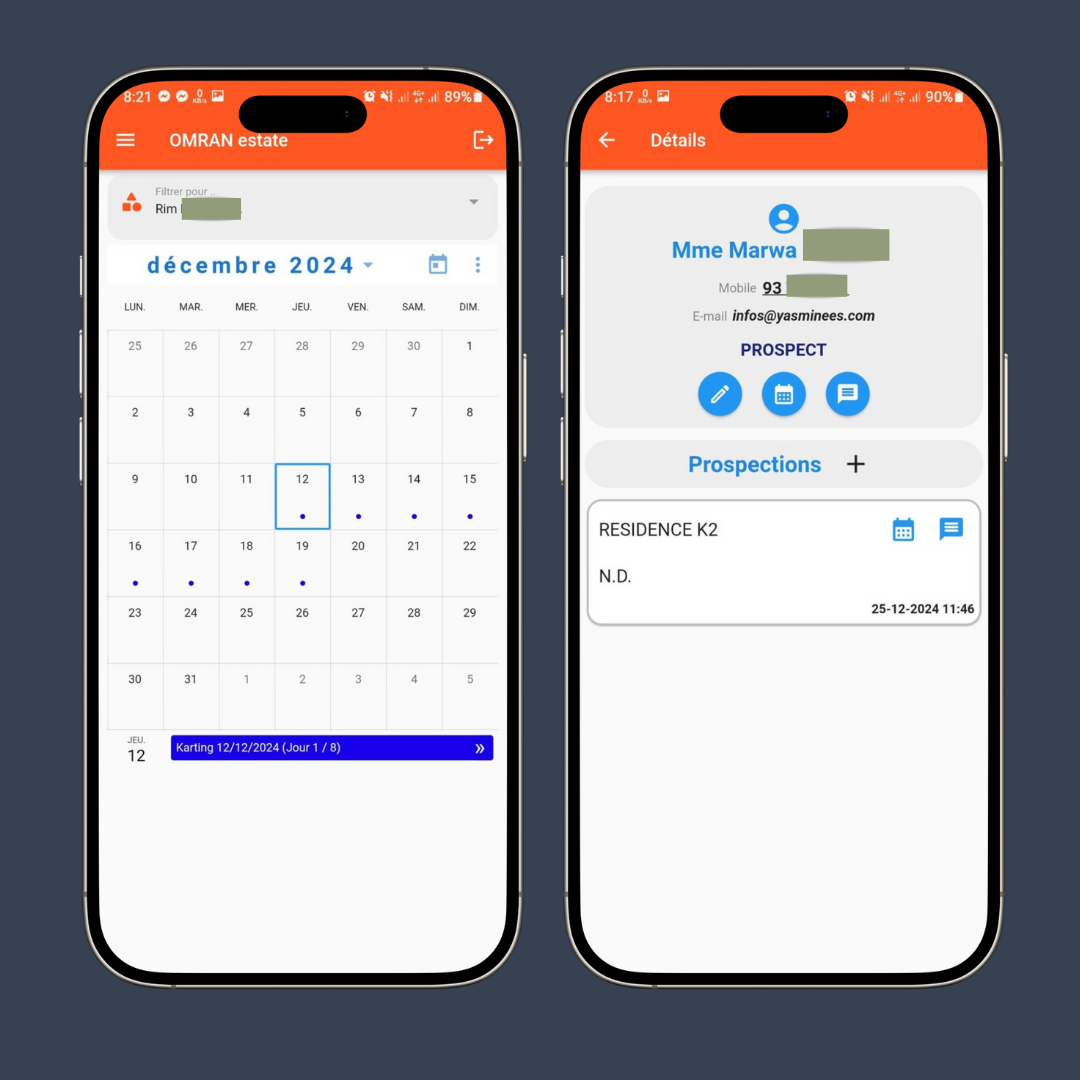 8:21 0 KB/s 4G+ 89%
OMRAN estate
Filtrer pour ..
Rim
décembre 2024
LUN. MAR. MER. JEU. VEN. SAM. DIM.
25 26 27 28 29 30 1
2 3 4 5 6 7 8
9 10 11 12 13 14 15
16 17 18 19 20 21 22
23 24 25 26 27 28 29
30 31 1 2 3 4 5
JEU.
12
Karting 12/12/2024 (Jour 1 / 8)
8:17 0 KB/s 4G+ 90%
Détails
Mme Marwa
Mobile 93
E-mail infos@yasminees.com
PROSPECT
Prospections +
RESIDENCE K2
N.D.
25-12-2024 11:46